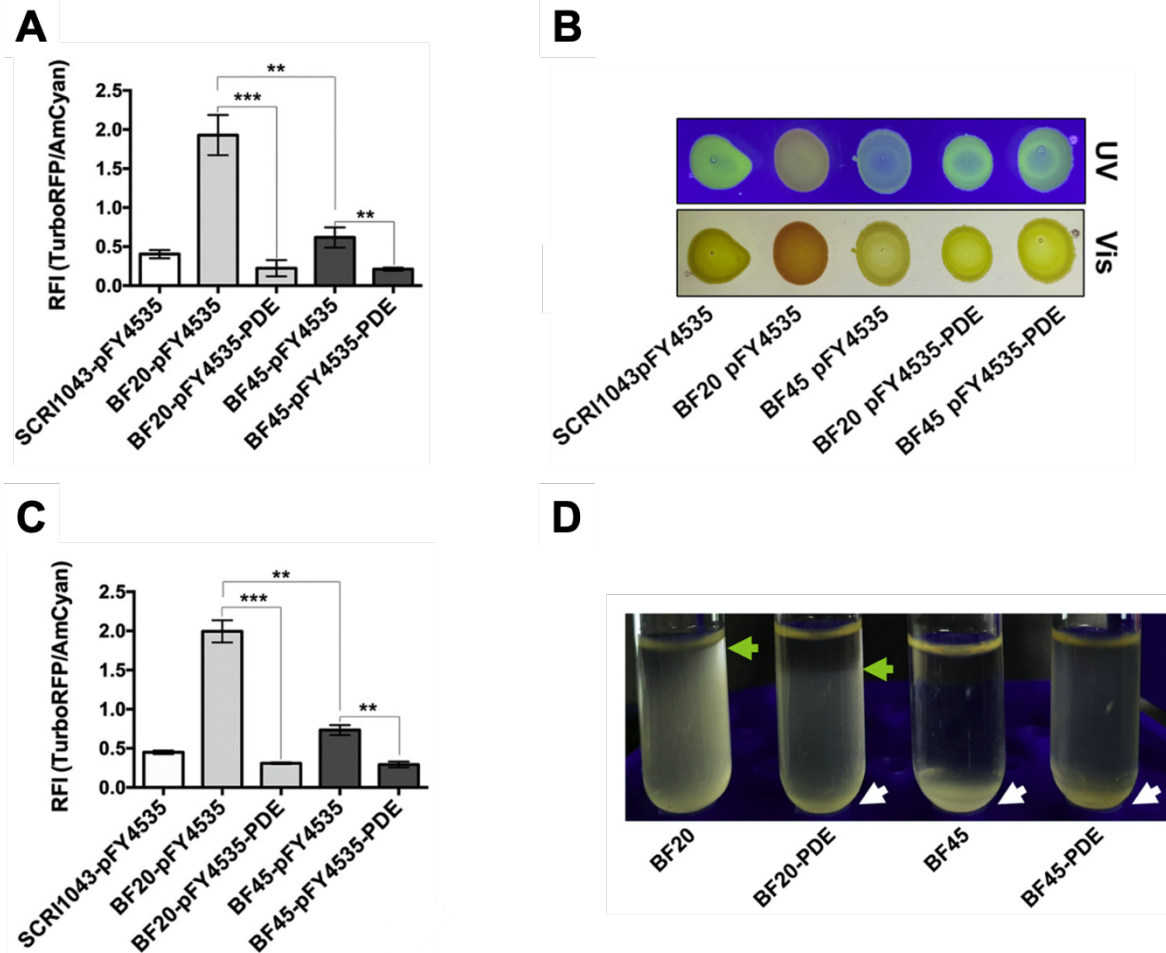 A
RFI (TurboRFP/AmCyan)
2.5
2.0
1.5
1.0
0.5
0.0
**
***
**
SCRI1043-pFY4535
BF20-pFY4535
BF20-pFY4535-PDE
BF45-pFY4535
BF45-pFY4535-PDE
B
UV
Vis
SCRI1043pFY4535
BF20 pFY4535
BF45 pFY4535
BF20 pFY4535-PDE
BF45 pFY4535-PDE
C
RFI (TurboRFP/AmCyan)
2.5
2.0
1.5
1.0
0.5
0.0
**
***
**
SCRI1043-pFY4535
BF20-pFY4535
BF20-pFY4535-PDE
BF45-pFY4535
BF45-pFY4535-PDE
D
BF20
BF20-PDE
BF45
BF45-PDE